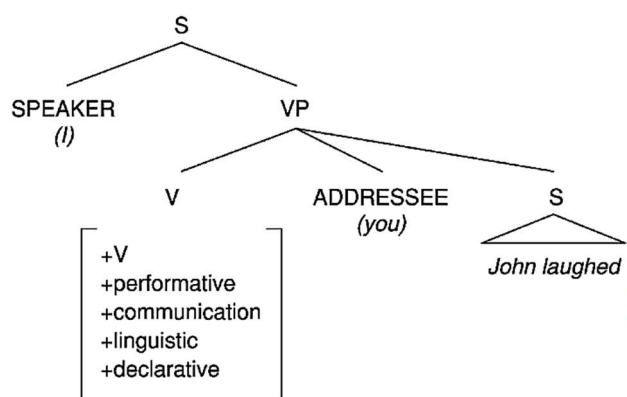 S
SPEAKER VP
(I)
V ADDRESSEE S
(you)
John laughed
+V
+performative
+communication
+linguistic
+declarative